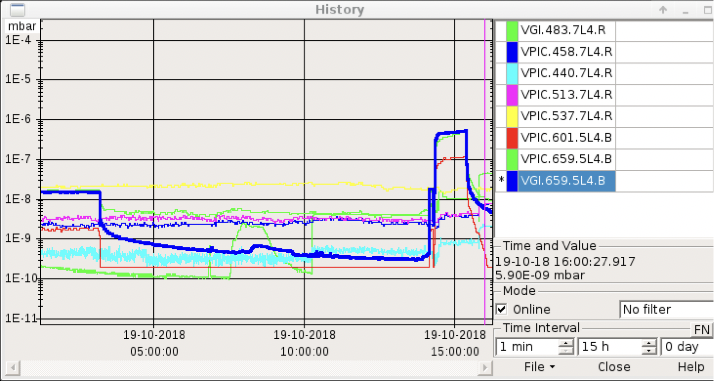 History
mbar
1E-4
1E-5
1E-6
1E-7
1E-8
1E-9
1E-10
1E-11
19-10-2018 19-10-2018 19-10-2018
05:00:00 10:00:00 15:00:00
VGI.483.7L4.R
VPIC.458.7L4.R
VPIC.440.7L4.R
VPIC.513.7L4.R
VPIC.537.7L4.R
VPIC.601.5L4.B
VPIC.659.5L4.B
* VGI.659.5L4.B
Time and Value
19-10-18 16:00:27.917
5.90E-09 mbar
Mode
Online No filter
Time Interval FN
1 min 15 h 0 day
File Close Help